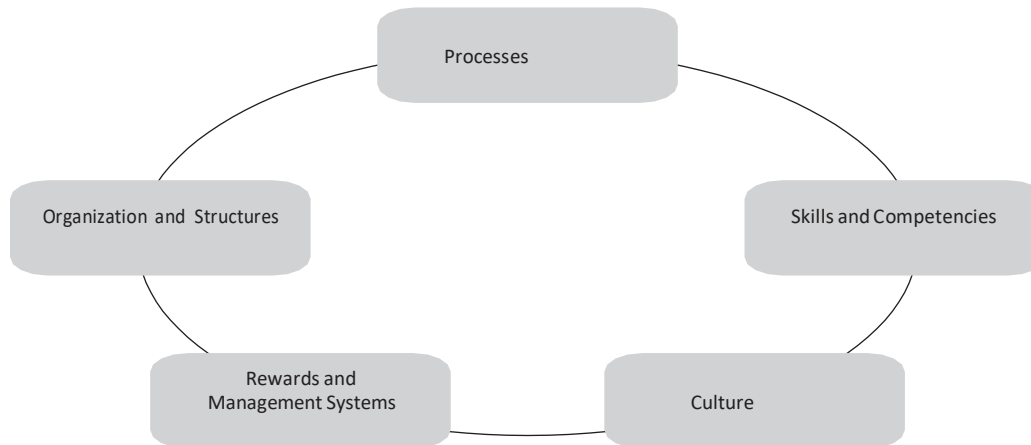 Processes
Organization and Structures
Skills and Competencies
Rewards and
Management Systems
Culture